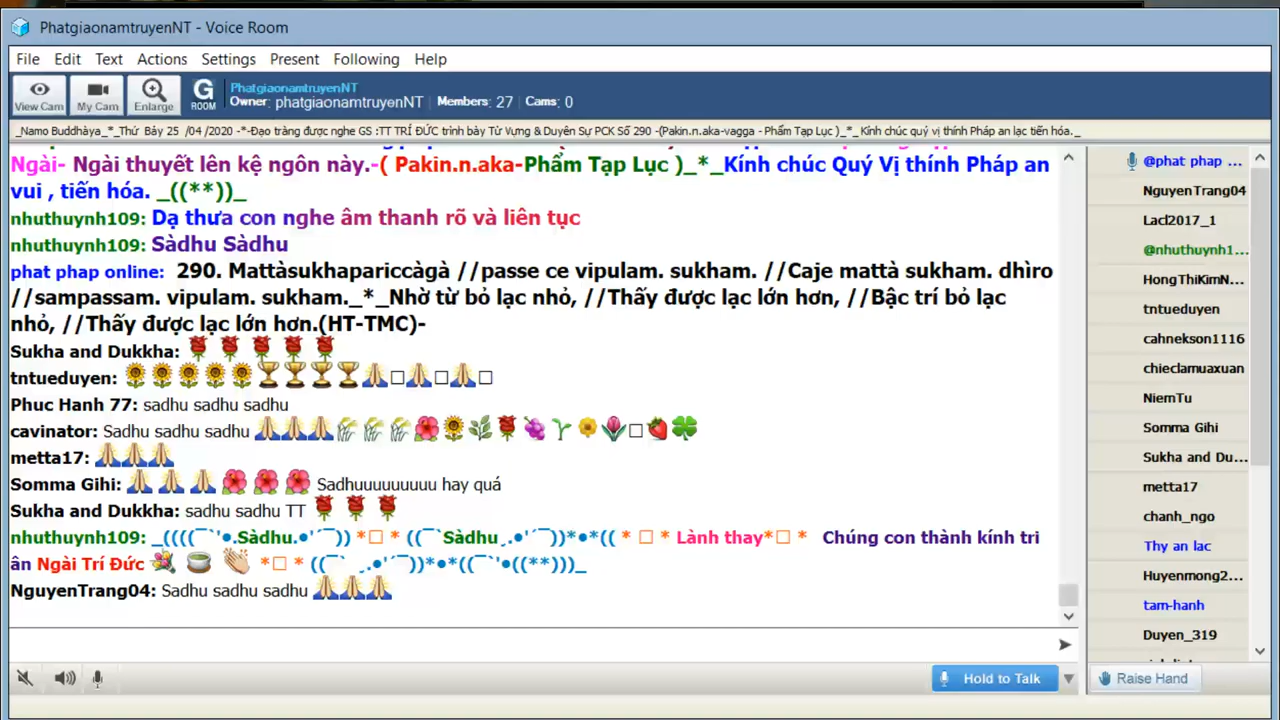 PhatgiaonamtruyenNT - Voice Room
File Edit Text Actions Settings Present Following Help
View Cam My Cam Enlarge G ROOM
PhatgiaonamtruyenNT
Owner: phatgiaonamtruyenNT Members: 27 Cams: 0
_Namo Buddhàya_*_Thứ Bảy 25 /04 /2020 -*-Đạo tràng được nghe GS :TT TRÍ ĐỨC trình bày Từ Vựng & Duyên Sự PCK Số 290 -(Pakin.n.aka-vagga - Phẩm Tạp Lục )_*_ Kính chúc quý vị thính Pháp an lạc tiến hóa._
Ngài- Ngài thuyết lên kệ ngôn này.-( Pakin.n.aka-Phẩm Tạp Lục )_*_Kính chúc Quý Vị thính Pháp an
vui , tiến hóa. _((**))_
nhuthuynh109: Dạ thưa con nghe âm thanh rõ và liên tục
nhuthuynh109: Sàdhu Sàdhu
phat phap online: 290. Mattàsukhapariccàgà //passe ce vipulam. sukham. //Caje mattà sukham. dhìro
//sampassam. vipulam. sukham._*_Nhờ từ bỏ lạc nhỏ, //Thấy được lạc lớn hơn, //Bậc trí bỏ lạc
nhỏ, //Thấy được lạc lớn hơn.(HT-TMC)-
Sukha and Dukkha: 🌹🌹🌹🌹🌹
tntueduyen: 🌻🌻🌻🌻🌻🏆🏆🏆🏆🙏□🙏□🙏□
Phuc Hanh 77: sadhu sadhu sadhu
cavinator: Sadhu sadhu sadhu 🙏🙏🙏🌾🌾🌾🌺🌻🌿🌹🍇🌱🌼🌷□🍓🍀
metta17: 🙏🙏🙏
Somma Gihi: 🙏 🙏 🙏 🌺 🌺 🌺 Sadhuuuuuuuuu hay quá
Sukha and Dukkha: sadhu sadhu TT 🌹 🌹 🌹
nhuthuynh109: _((((¯`'•.Sàdhu.•'´¯)) *□ * ((¯`Sàdhu¸.•'´¯))*•*(( * □ * Lành thay*□ * Chúng con thành kính tri
ân Ngài Trí Đức 💐 🍵 👏 *□ * ((¯` ¸.•'´¯))*•*((¯`'•((**)))_
NguyenTrang04: Sadhu sadhu sadhu 🙏🙏🙏
Hold to Talk
@phat phap ...
NguyenTrang04
Lacl2017_1
@nhuthuynh1...
HongThiKimN...
tntueduyen
cahnekson1116
chieclamuaxuan
NiemTu
Somma Gihi
Sukha and Du...
metta17
chanh_ngo
Thy an lac
Huyenmong2...
tam-hanh
Duyen_319
Raise Hand